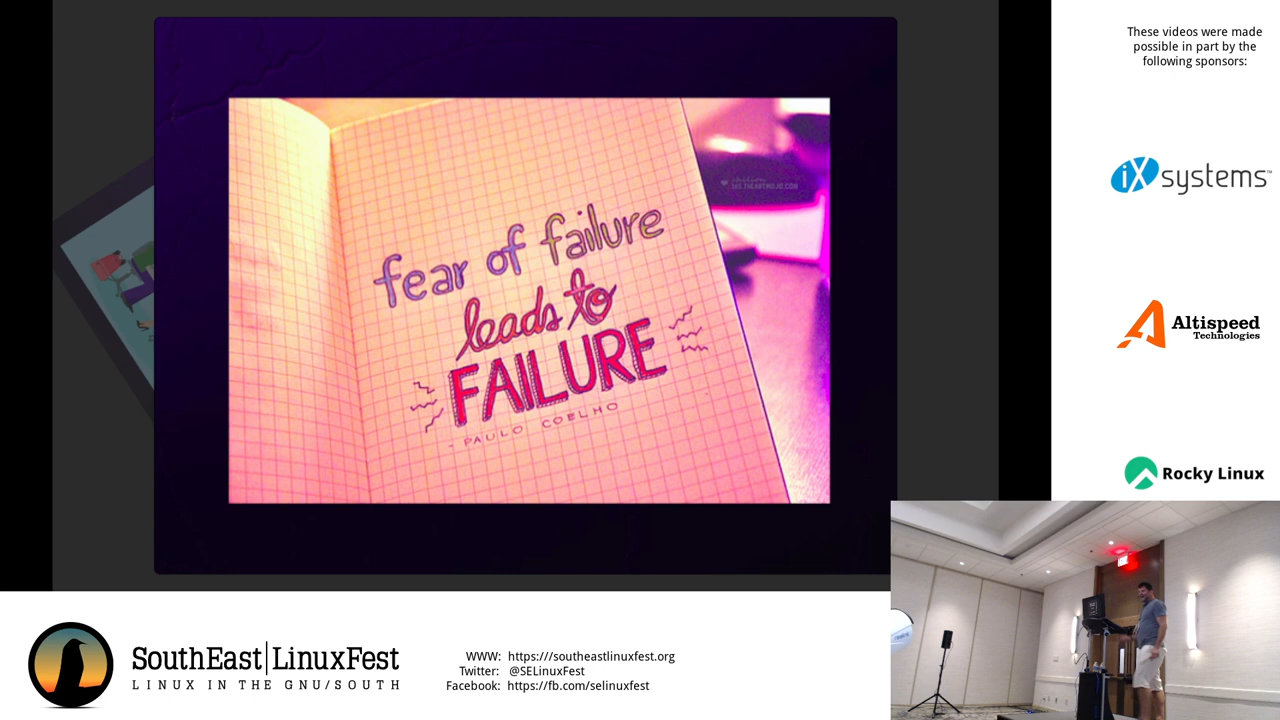 These videos were made
possible in part by the
following sponsors:
iX systems™
Altispeed
Technologies
Rocky Linux
fear of failure
leads to
FAILURE
- PAULO COELHO
SouthEast|LinuxFest
LINUX IN THE GNU/SOUTH
WWW: https:///southeastlinuxfest.org
Twitter: @SELinuxFest
Facebook: https://fb.com/selinuxfest